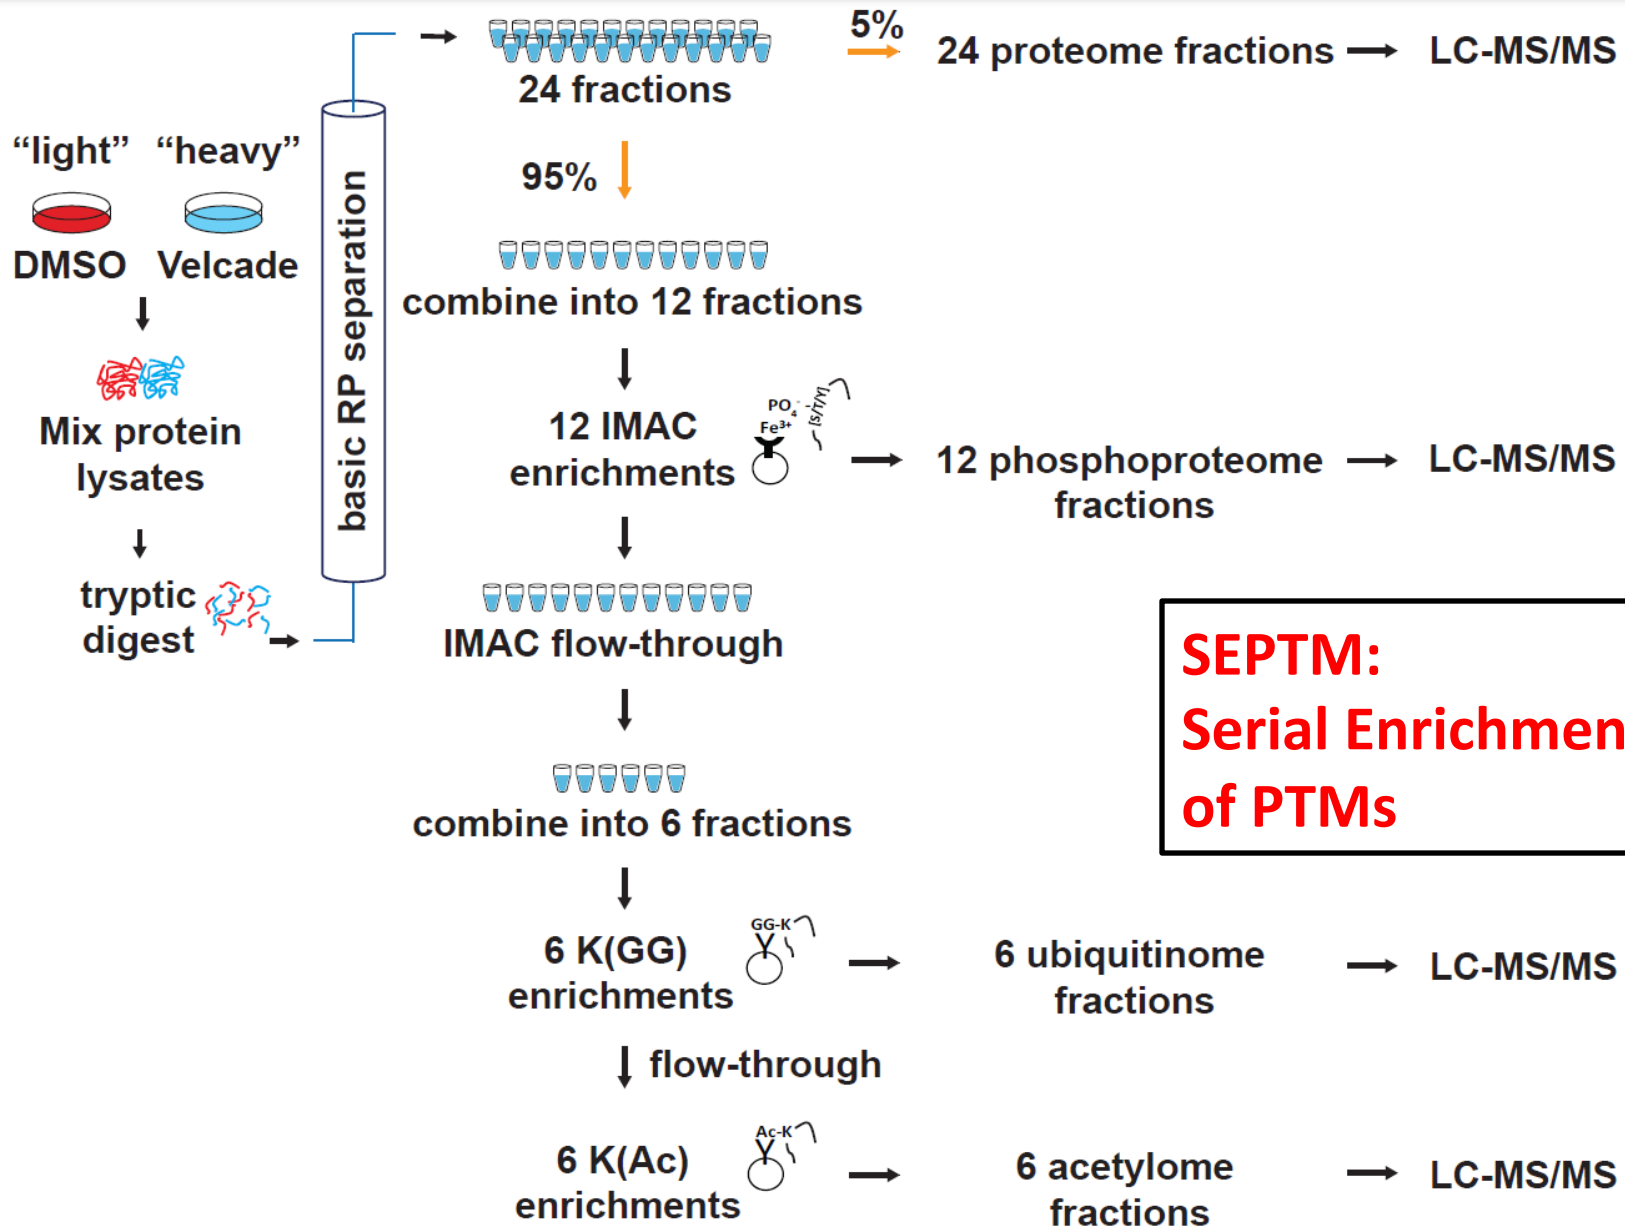 “light” “heavy”
DMSO Velcade
Mix protein
lysates
tryptic
digest
basic RP separation
24 fractions
5%
24 proteome fractions
LC-MS/MS
95%
combine into 12 fractions
12 IMAC
enrichments
PO4-
Fe3+
-[S/T/Y]
12 phosphoproteome
fractions
LC-MS/MS
IMAC flow-through
combine into 6 fractions
SEPTM:
Serial Enrichmen
of PTMs
6 K(GG)
enrichments
GG-K
6 ubiquitinome
fractions
LC-MS/MS
flow-through
6 K(Ac)
enrichments
Ac-K
6 acetylome
fractions
LC-MS/MS